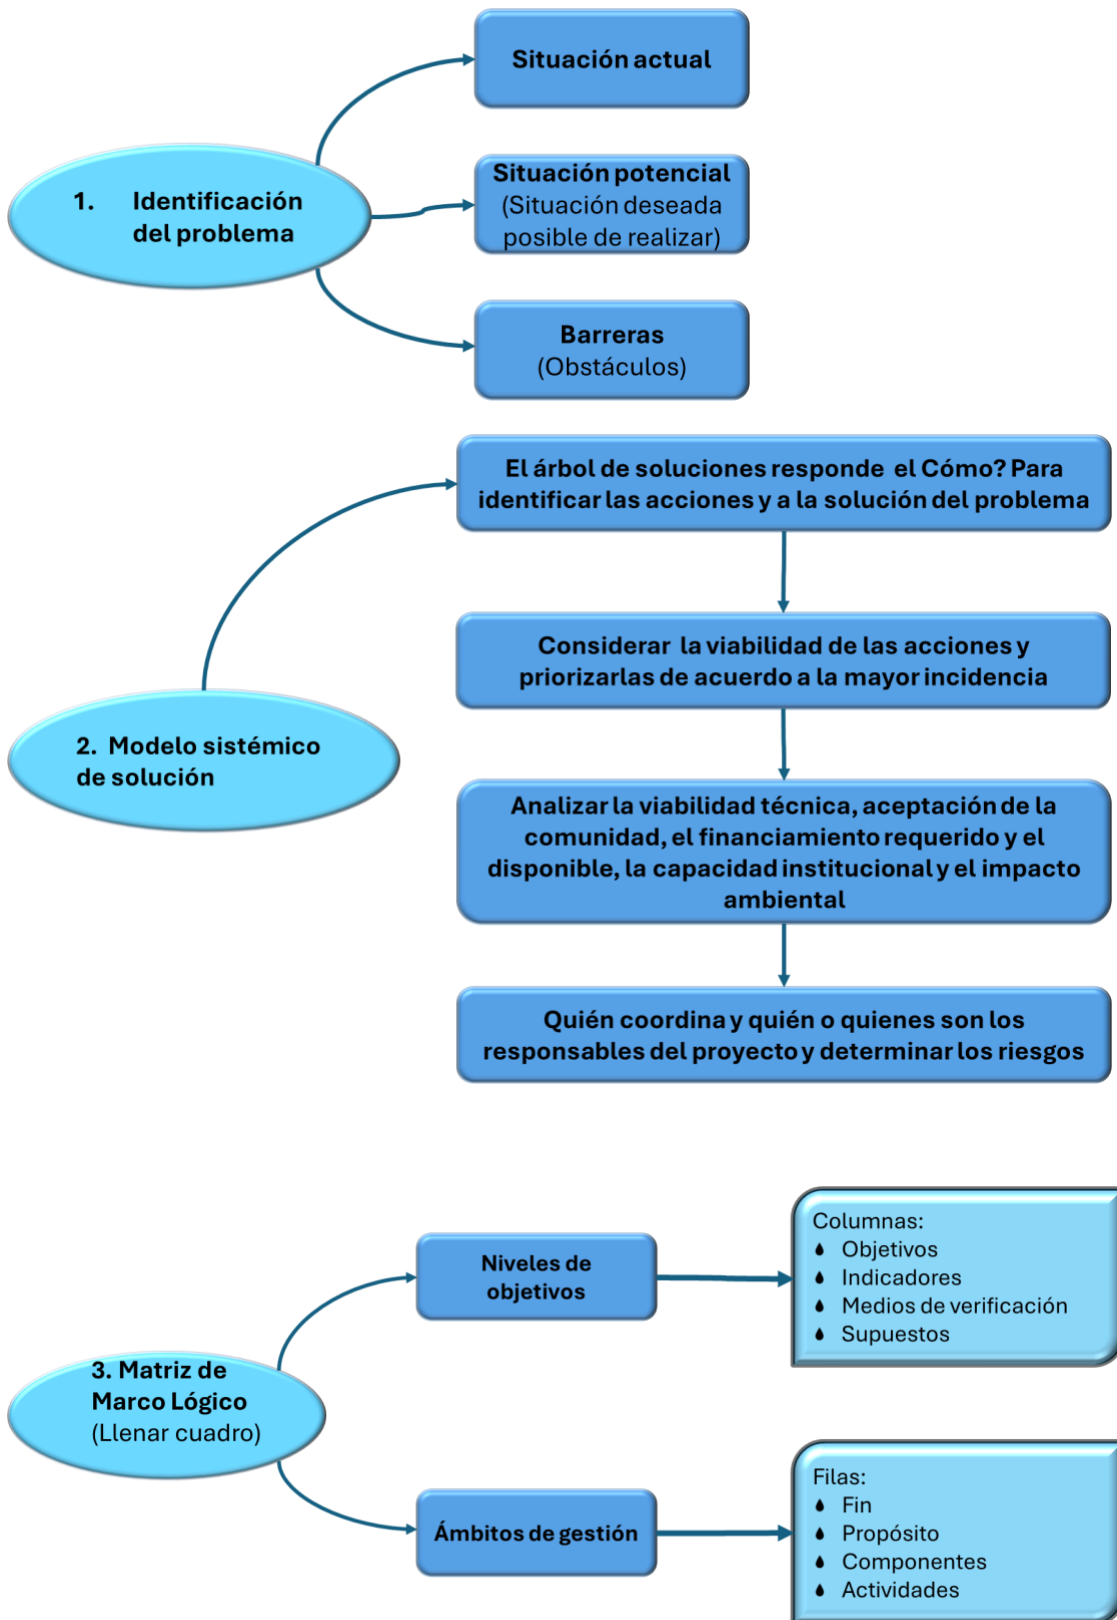 Situación actual
1. Identificación
del problema
Situación potencial
(Situación deseada
posible de realizar)
Barreras
(Obstáculos)
El árbol de soluciones responde el Cómo? Para
identificar las acciones y a la solución del problema
Considerar la viabilidad de las acciones y
priorizarlas de acuerdo a la mayor incidencia
2. Modelo sistémico
de solución
Analizar la viabilidad técnica, aceptación de la
comunidad, el financiamiento requerido y el
disponible, la capacidad institucional y el impacto
ambiental
Quién coordina y quién o quienes son los
responsables del proyecto y determinar los riesgos
3. Matriz de
Marco Lógico
(Llenar cuadro)
Niveles de
objetivos
Columnas:
Objetivos
Indicadores
Medios de verificación
Supuestos
Ámbitos de gestión
Filas:
Fin
Propósito
Componentes
Actividades